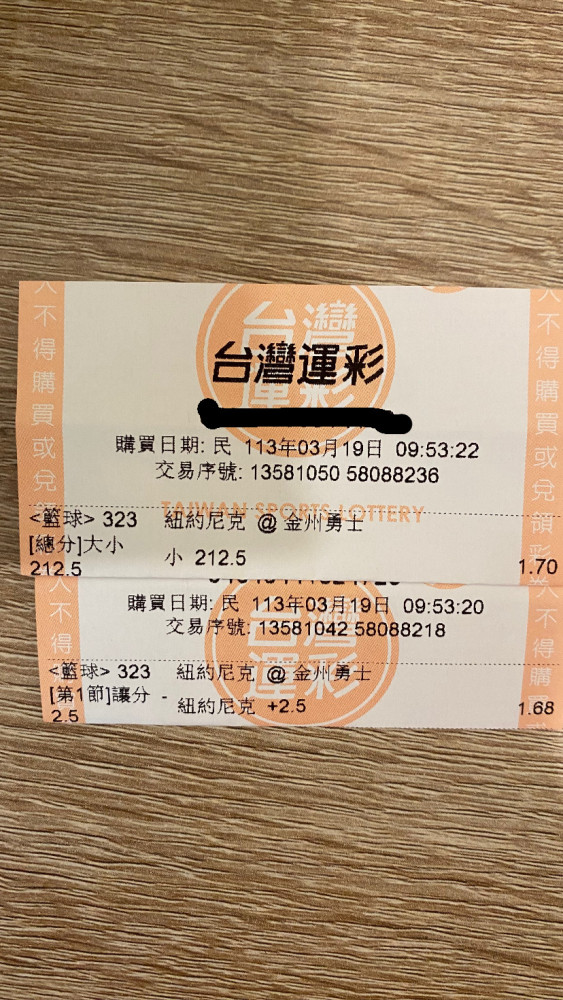 台灣運彩
購買日期: 民 113年03月19日 09:53:22
交易序號: 13581050 58088236
TAIWAN SPORTS LOTTERY
<籃球> 323 紐約尼克 @ 金州勇士
[總分]大小
小 212.5
212.5
1.70
購買日期: 民 113年03月19日 09:53:20
交易序號: 13581042 58088218
<籃球> 323 紐約尼克 @ 金州勇士
[第1節]讓分 -
紐約尼克 +2.5
2.5
1.68
不得購買或兌
不得購買或兌領彩
不得
不得購
台灣運彩